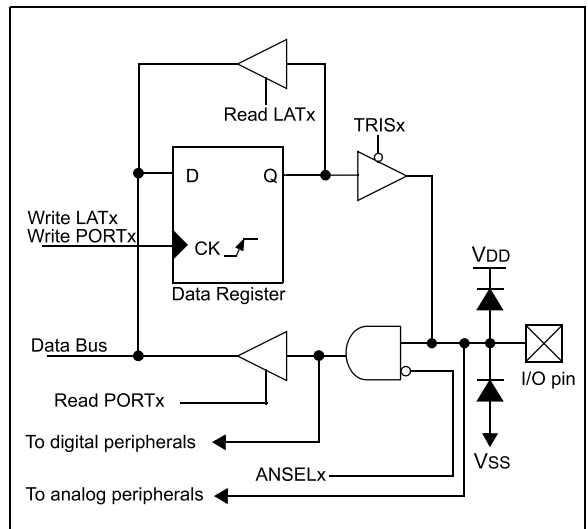 Read LATx
TRISx
D Q
Write LATx
Write PORTx
CK
Data Register
VDD
Data Bus
I/O pin
Read PORTx
To digital peripherals
VSS
ANSELx
To analog peripherals